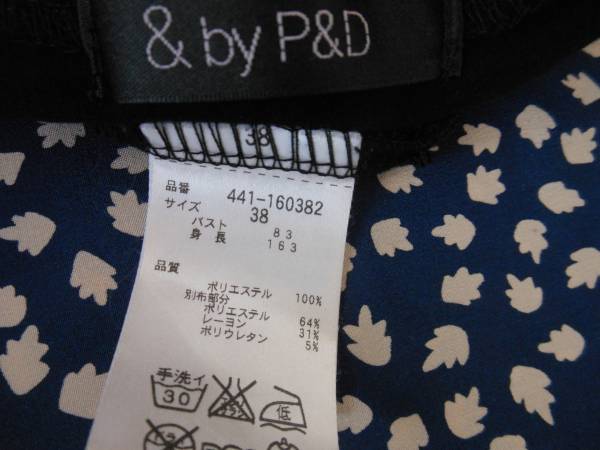 & by P&D
38
品番 441-160382
サイズ 38
バスト 83
身長 163
品質
ポリエステル 100%
別布部分
ポリエステル 64%
レーヨン 31%
ポリウレタン 5%
手洗イ
30
低